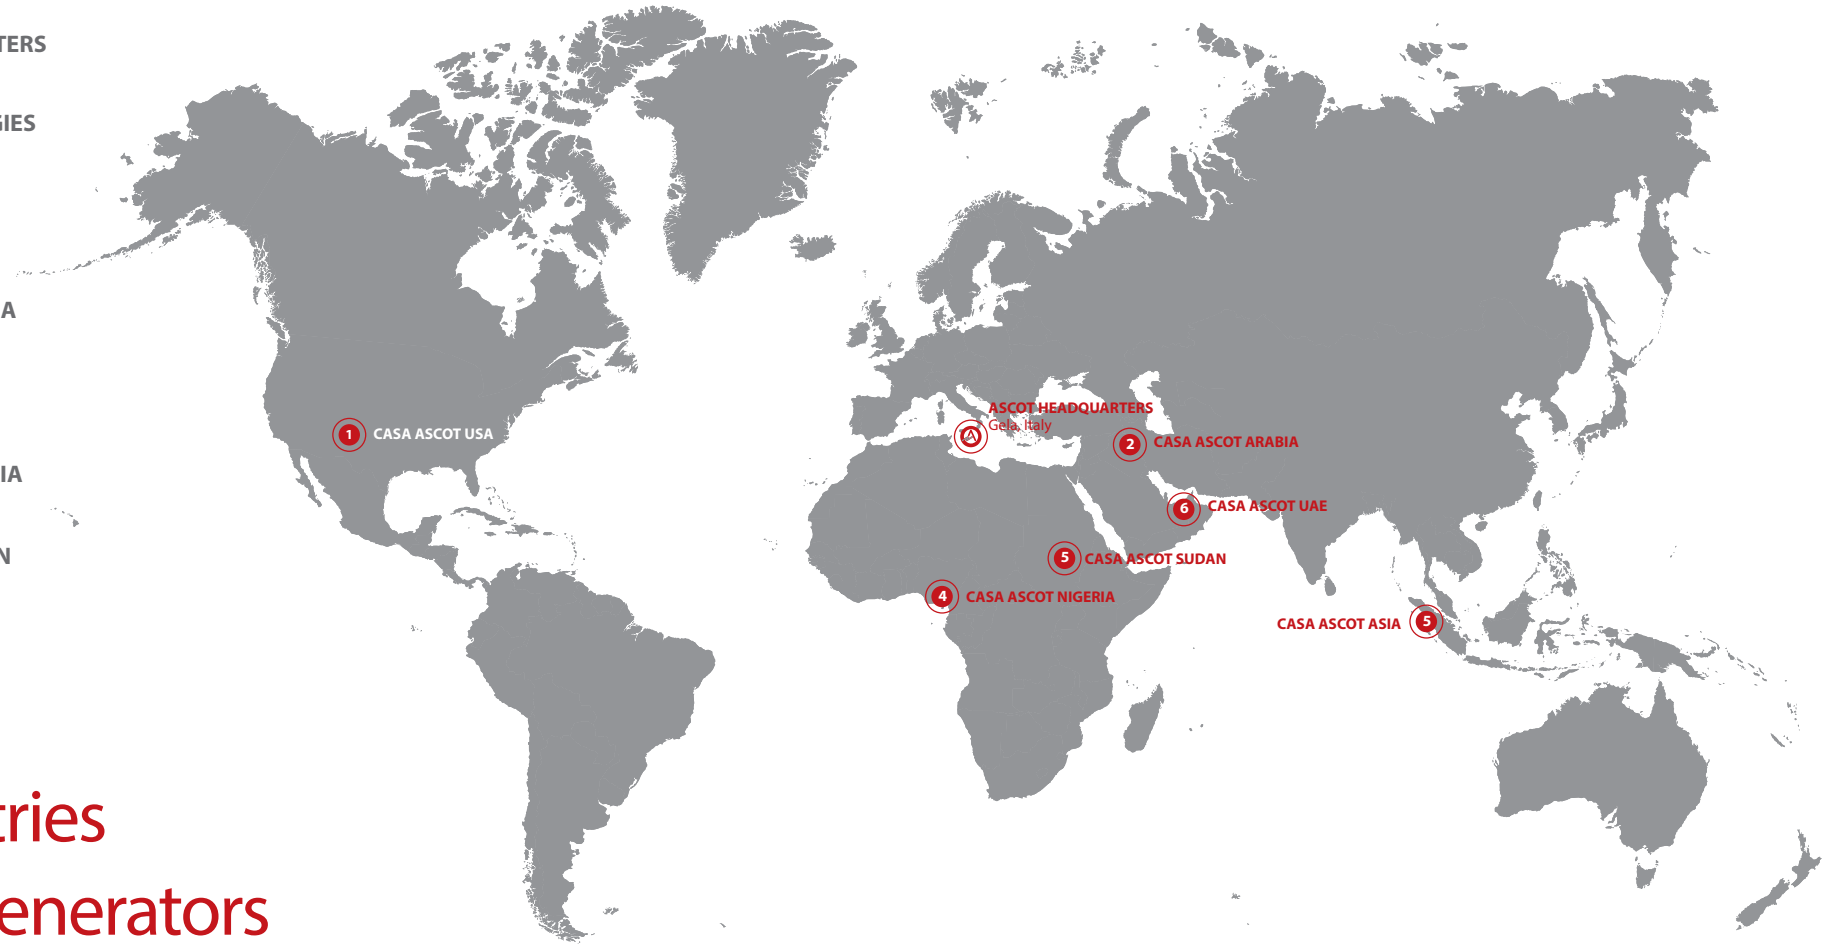 TERS
GIES
A
IA
N
tries
enerators
1 CASA ASCOT USA
ASCOT HEADQUARTERS
Gela, Italy
2 CASA ASCOT ARABIA
6 CASA ASCOT UAE
5 CASA ASCOT SUDAN
4 CASA ASCOT NIGERIA
CASA ASCOT ASIA 5